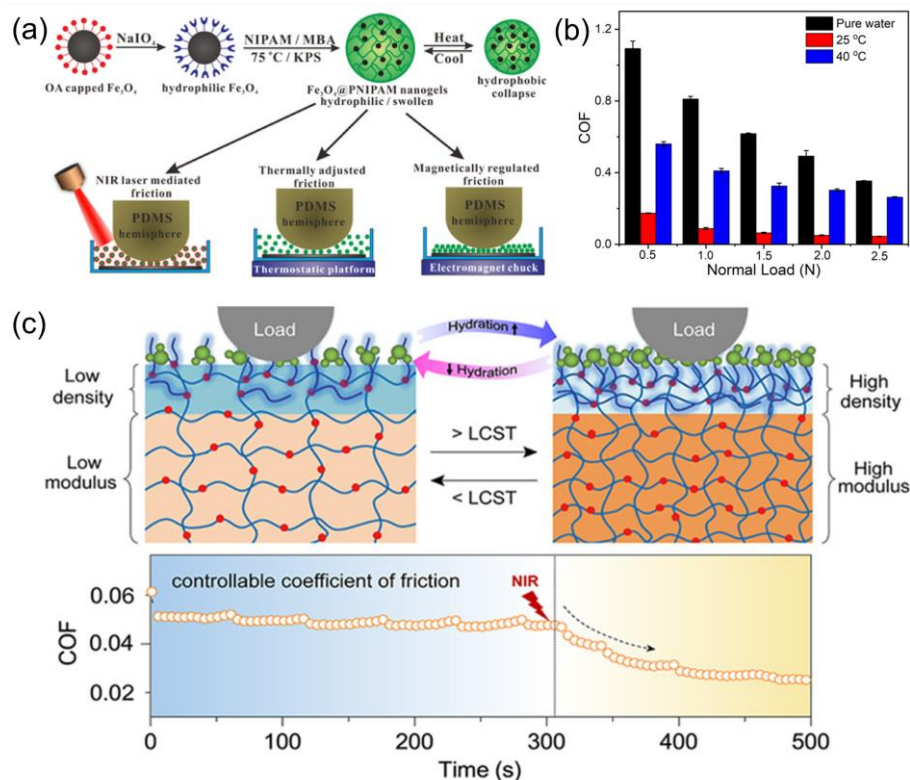 (a)
NaIO₄
NIPAM / MBA
75 °C / KPS
Heat
Cool
OA capped Fe₃O₄
hydrophilic Fe₃O₄
Fe₃O₄@PNIPAM nanogels
hydrophilic / swollen
hydrophobic
collapse
NIR laser mediated
friction
PDMS
hemisphere
Thermally adjusted
friction
PDMS
hemisphere
Thermostatic platform
Magnetically regulated
friction
PDMS
hemisphere
Electromagnet chuck
(b)
Pure water
25 °C
40 °C
COF
1.2
0.8
0.4
0.0
0.5 1.0 1.5 2.0 2.5
Normal Load (N)
(c)
Load
Hydration ↑
↓ Hydration
Load
Low
density
Low
modulus
> LCST
< LCST
High
density
High
modulus
controllable coefficient of friction
NIR
COF
0.06
0.04
0.02
0 100 200 300 400 500
Time (s)